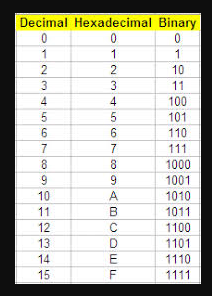 Decimal Hexadecimal Binary
0 0 0
1 1 1
2 2 10
3 3 11
4 4 100
5 5 101
6 6 110
7 7 111
8 8 1000
9 9 1001
10 A 1010
11 B 1011
12 C 1100
13 D 1101
14 E 1110
15 F 1111